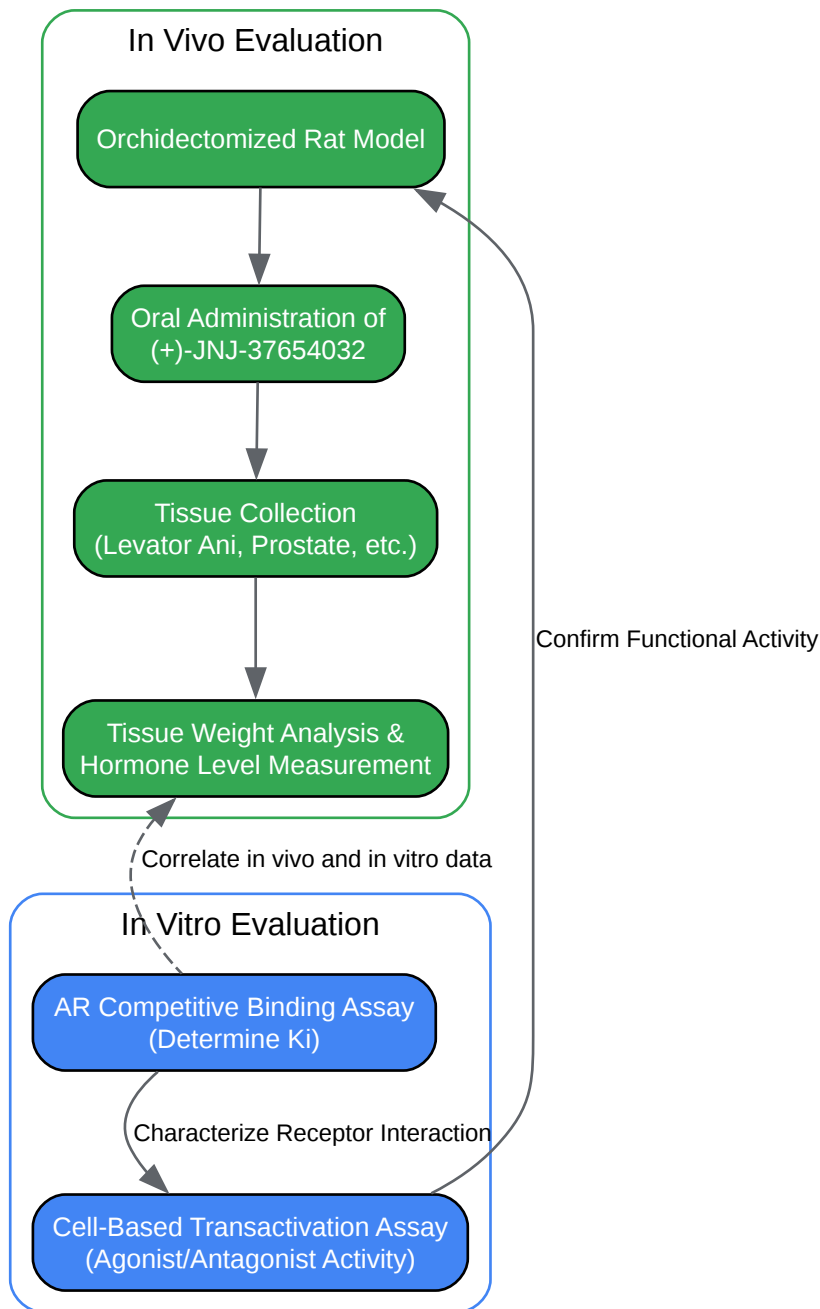 In Vivo Evaluation
Orchidectomized Rat Model
Oral Administration of
(+)-JNJ-37654032
Tissue Collection
(Levator Ani, Prostate, etc.)
Confirm Functional Activity
Tissue Weight Analysis &
Hormone Level Measurement
Correlate in vivo and in vitro data
In Vitro Evaluation
AR Competitive Binding Assay
(Determine Ki)
Characterize Receptor Interaction
Cell-Based Transactivation Assay
(Agonist/Antagonist Activity)